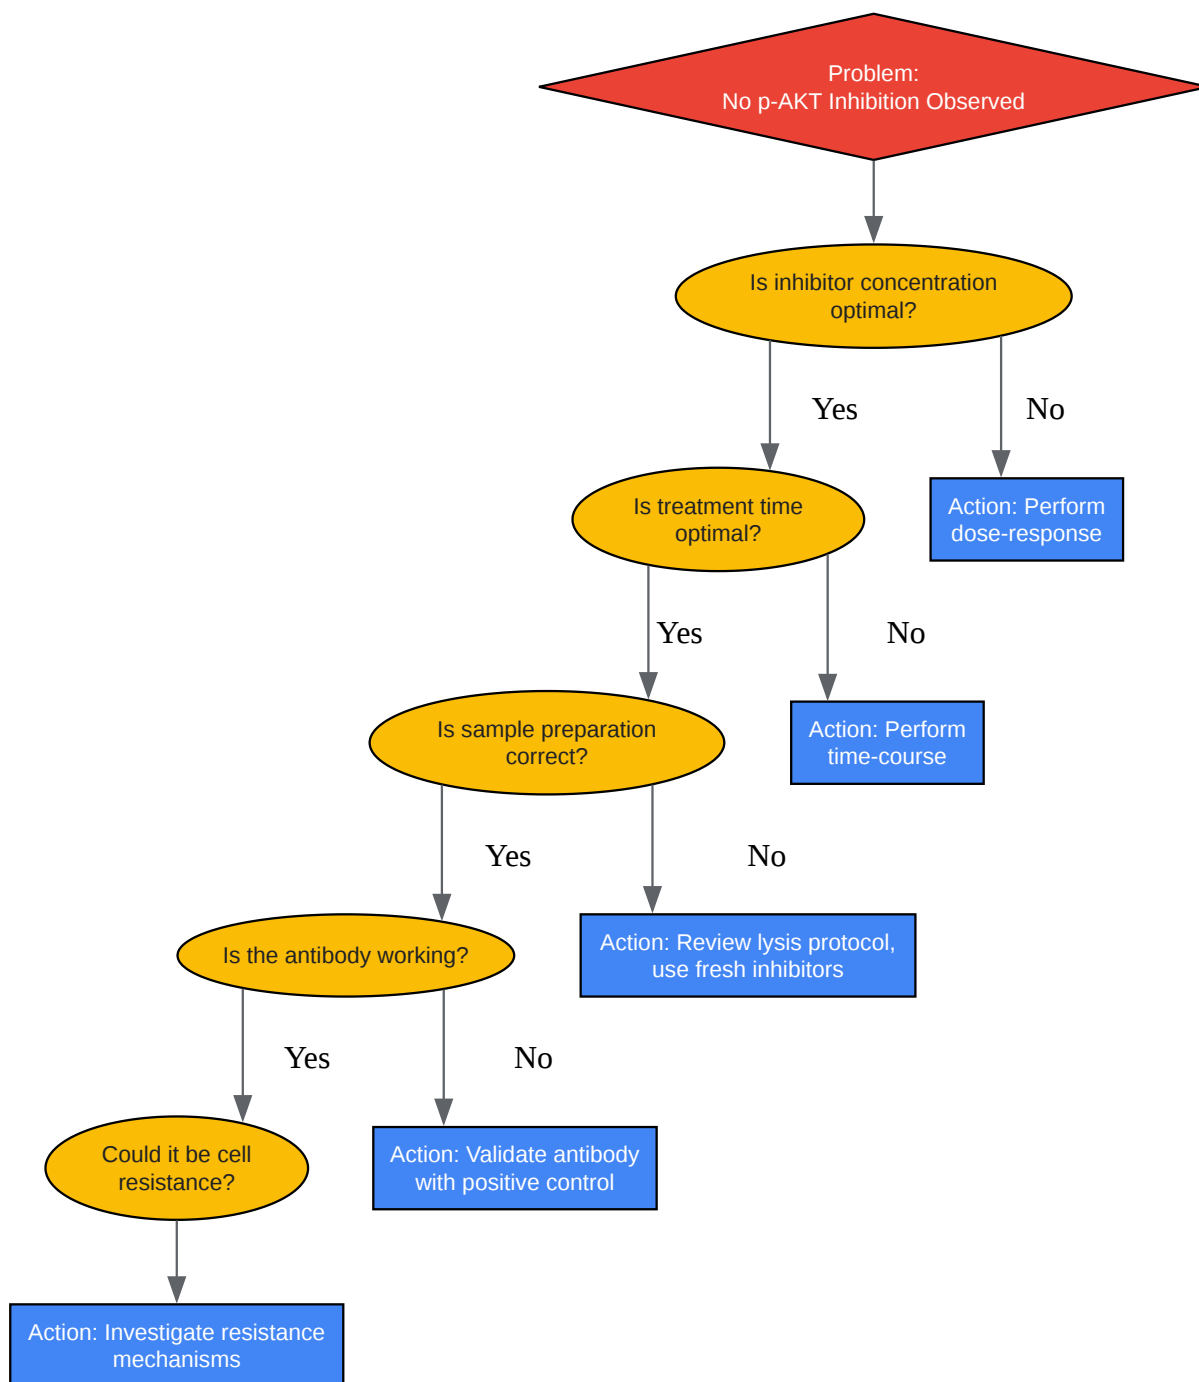 Problem:
No p-AKT Inhibition Observed
Is inhibitor concentration
optimal?
Yes
No
Is treatment time
optimal?
Action: Perform
dose-response
Yes
No
Is sample preparation
correct?
Action: Perform
time-course
Yes
No
Is the antibody working?
Action: Review lysis protocol,
use fresh inhibitors
Yes
No
Could it be cell
resistance?
Action: Validate antibody
with positive control
Action: Investigate resistance
mechanisms